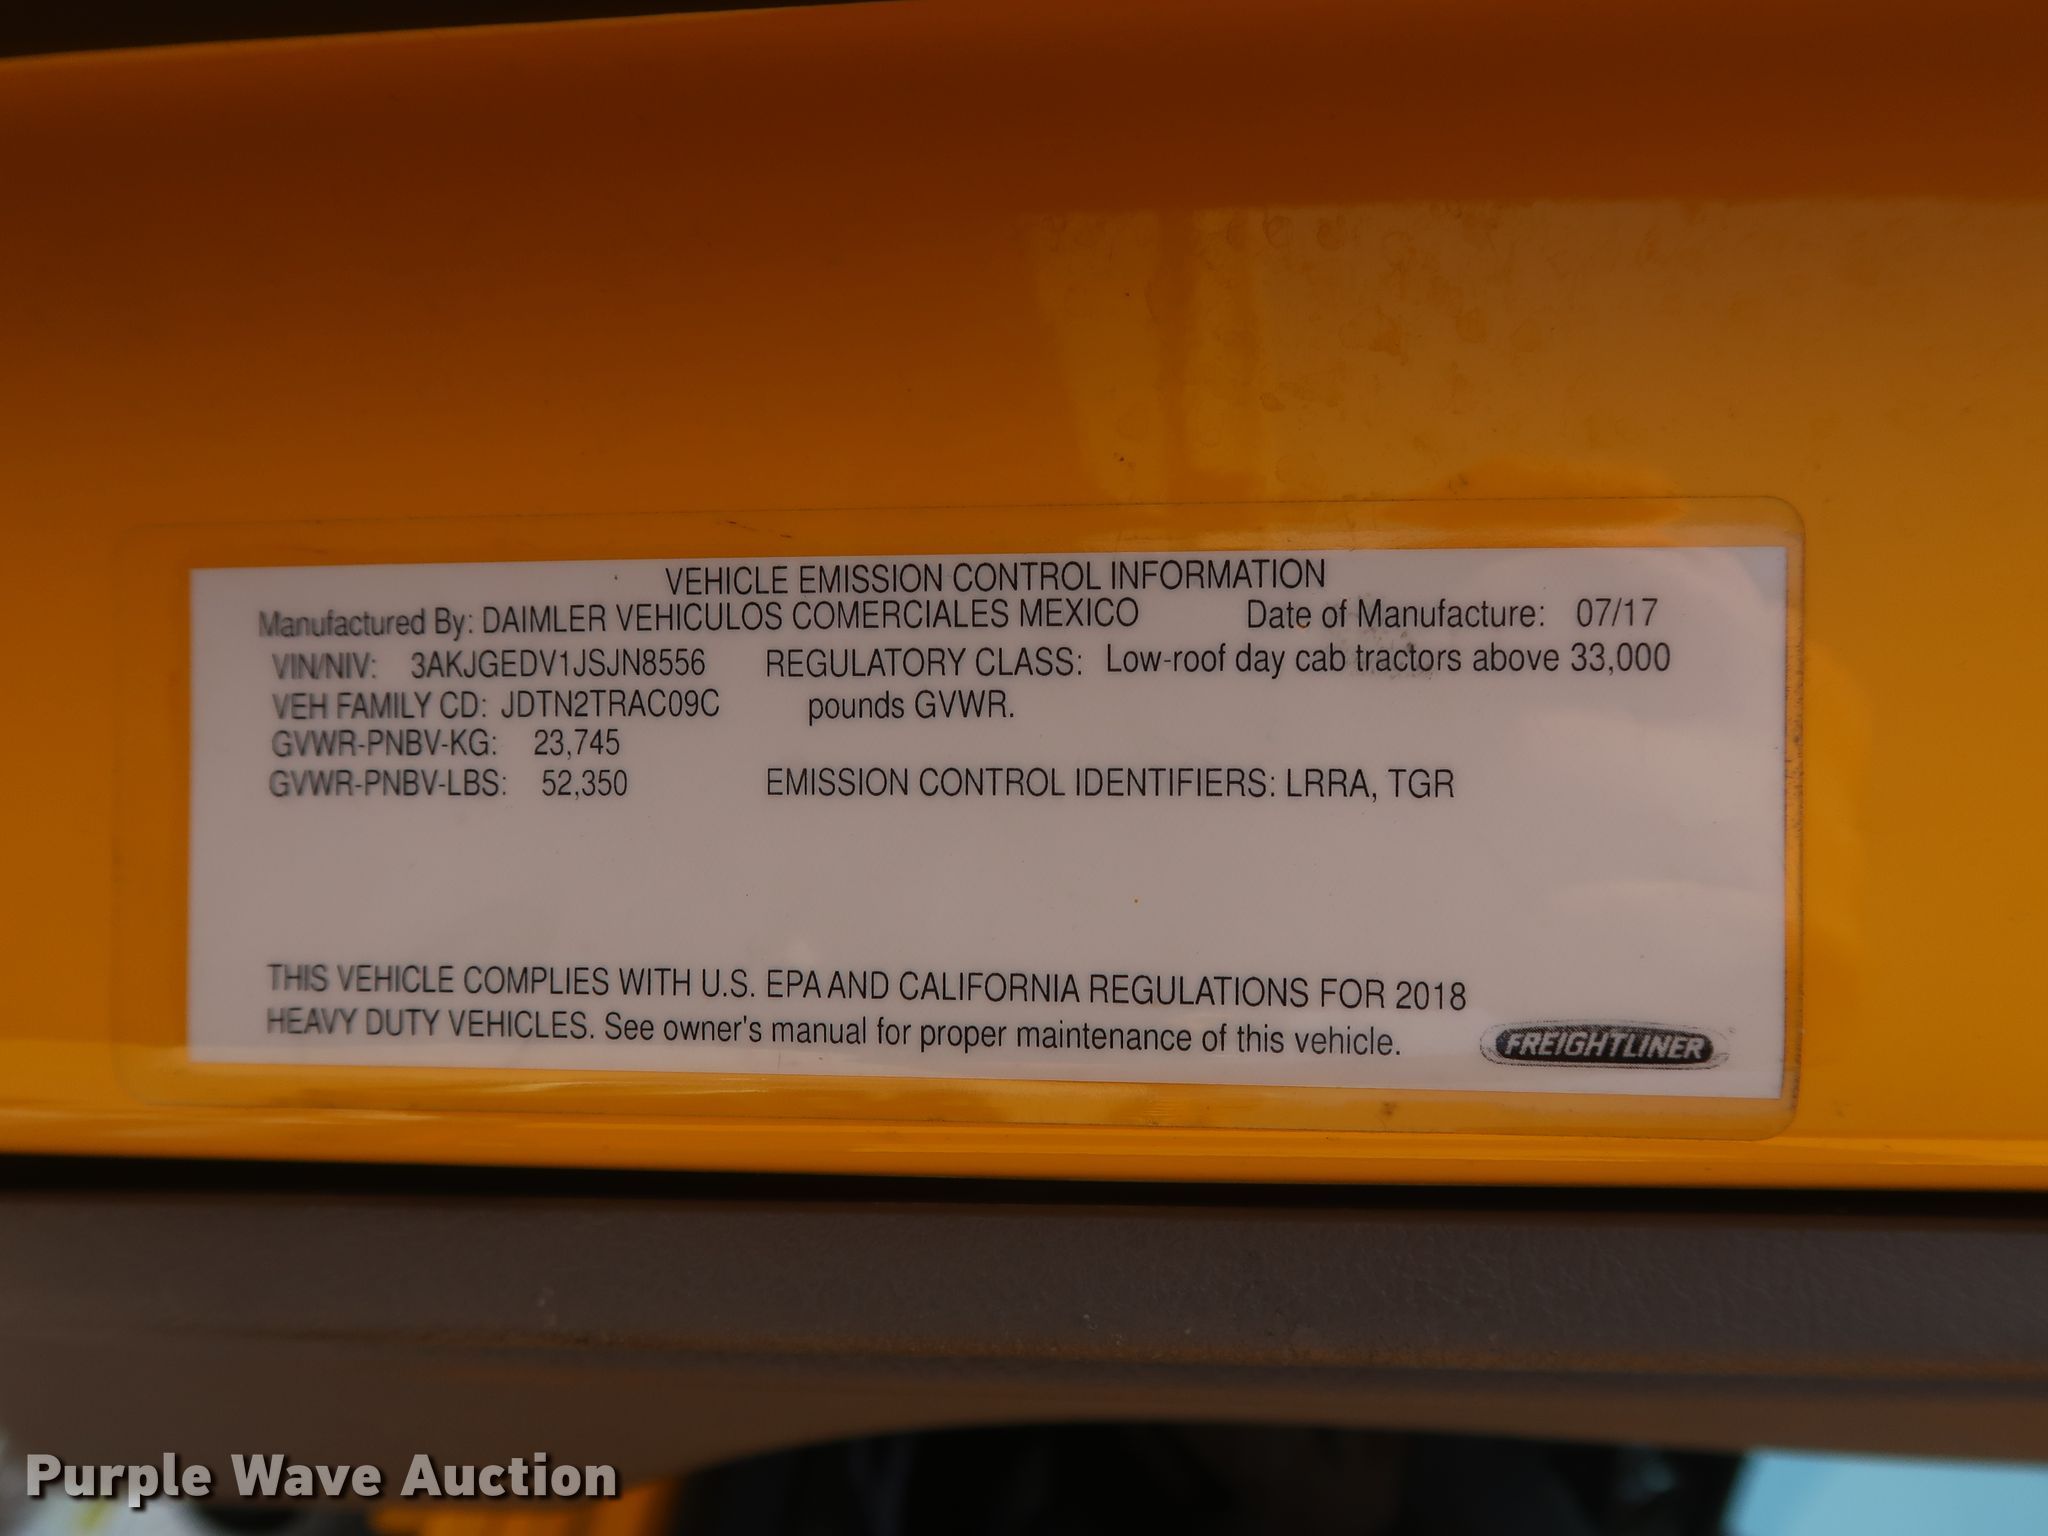 VEHICLE EMISSION CONTROL INFORMATION
Manufactured By: DAIMLER VEHICULOS COMERCIALES MEXICO Date of Manufacture: 07/17
VIN/NIV: 3AKJGEDV1JSJN8556 REGULATORY CLASS: Low-roof day cab tractors above 33,000
VEH FAMILY CD: JDTN2TRAC09C pounds GVWR.
GVWR-PNBV-KG: 23,745
GVWR-PNBV-LBS: 52,350 EMISSION CONTROL IDENTIFIERS: LRRA, TGR
THIS VEHICLE COMPLIES WITH U.S. EPA AND CALIFORNIA REGULATIONS FOR 2018
HEAVY DUTY VEHICLES. See owner's manual for proper maintenance of this vehicle.
FREIGHTLINER
Purple Wave Auction